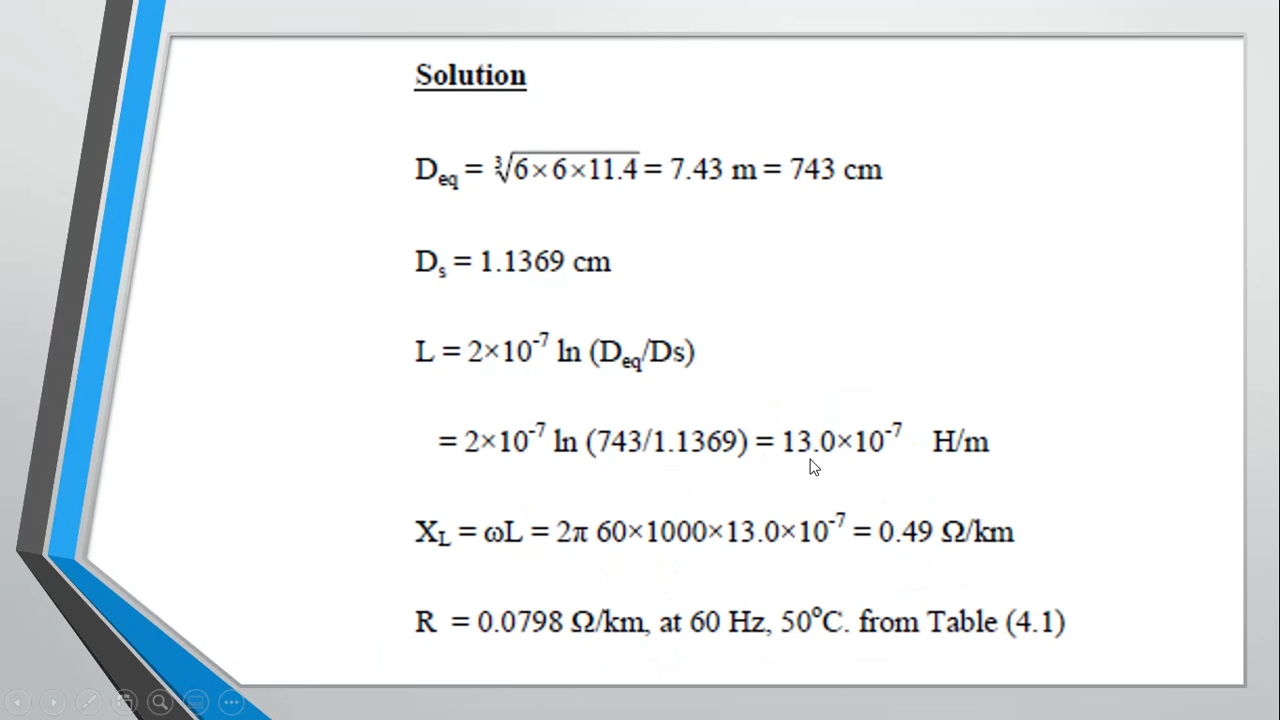 Solution
D_eq = ∛6×6×11.4 = 7.43 m = 743 cm
D_s = 1.1369 cm
L = 2×10⁻⁷ ln (D_eq/Ds)
= 2×10⁻⁷ ln (743/1.1369) = 13.0×10⁻⁷ H/m
X_L = ωL = 2π 60×1000×13.0×10⁻⁷ = 0.49 Ω/km
R = 0.0798 Ω/km, at 60 Hz, 50°C. from Table (4.1)